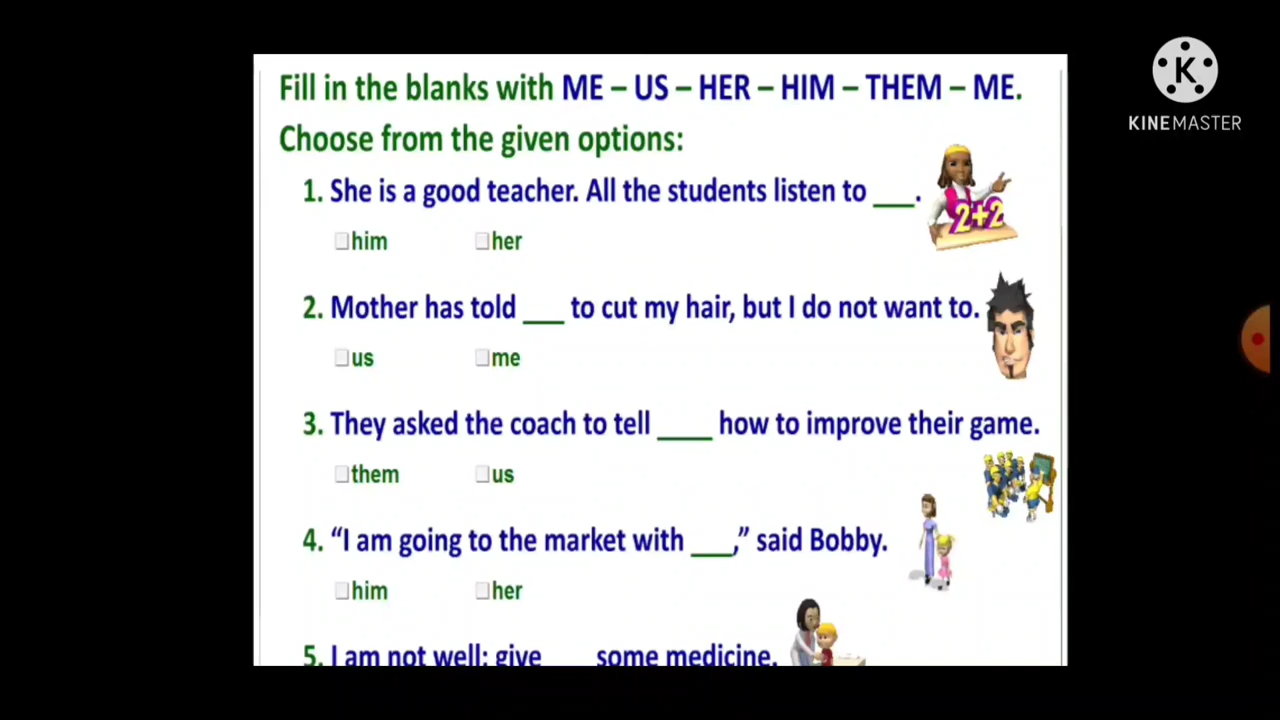 Fill in the blanks with ME – US – HER – HIM – THEM – ME.
Choose from the given options:
1. She is a good teacher. All the students listen to ___.
2+2
him her
2. Mother has told ___ to cut my hair, but I do not want to.
us me
3. They asked the coach to tell ____ how to improve their game.
them us
4. “I am going to the market with ___,” said Bobby.
him her
5. I am not well; give ___ some medicine.
K
KINEMASTER